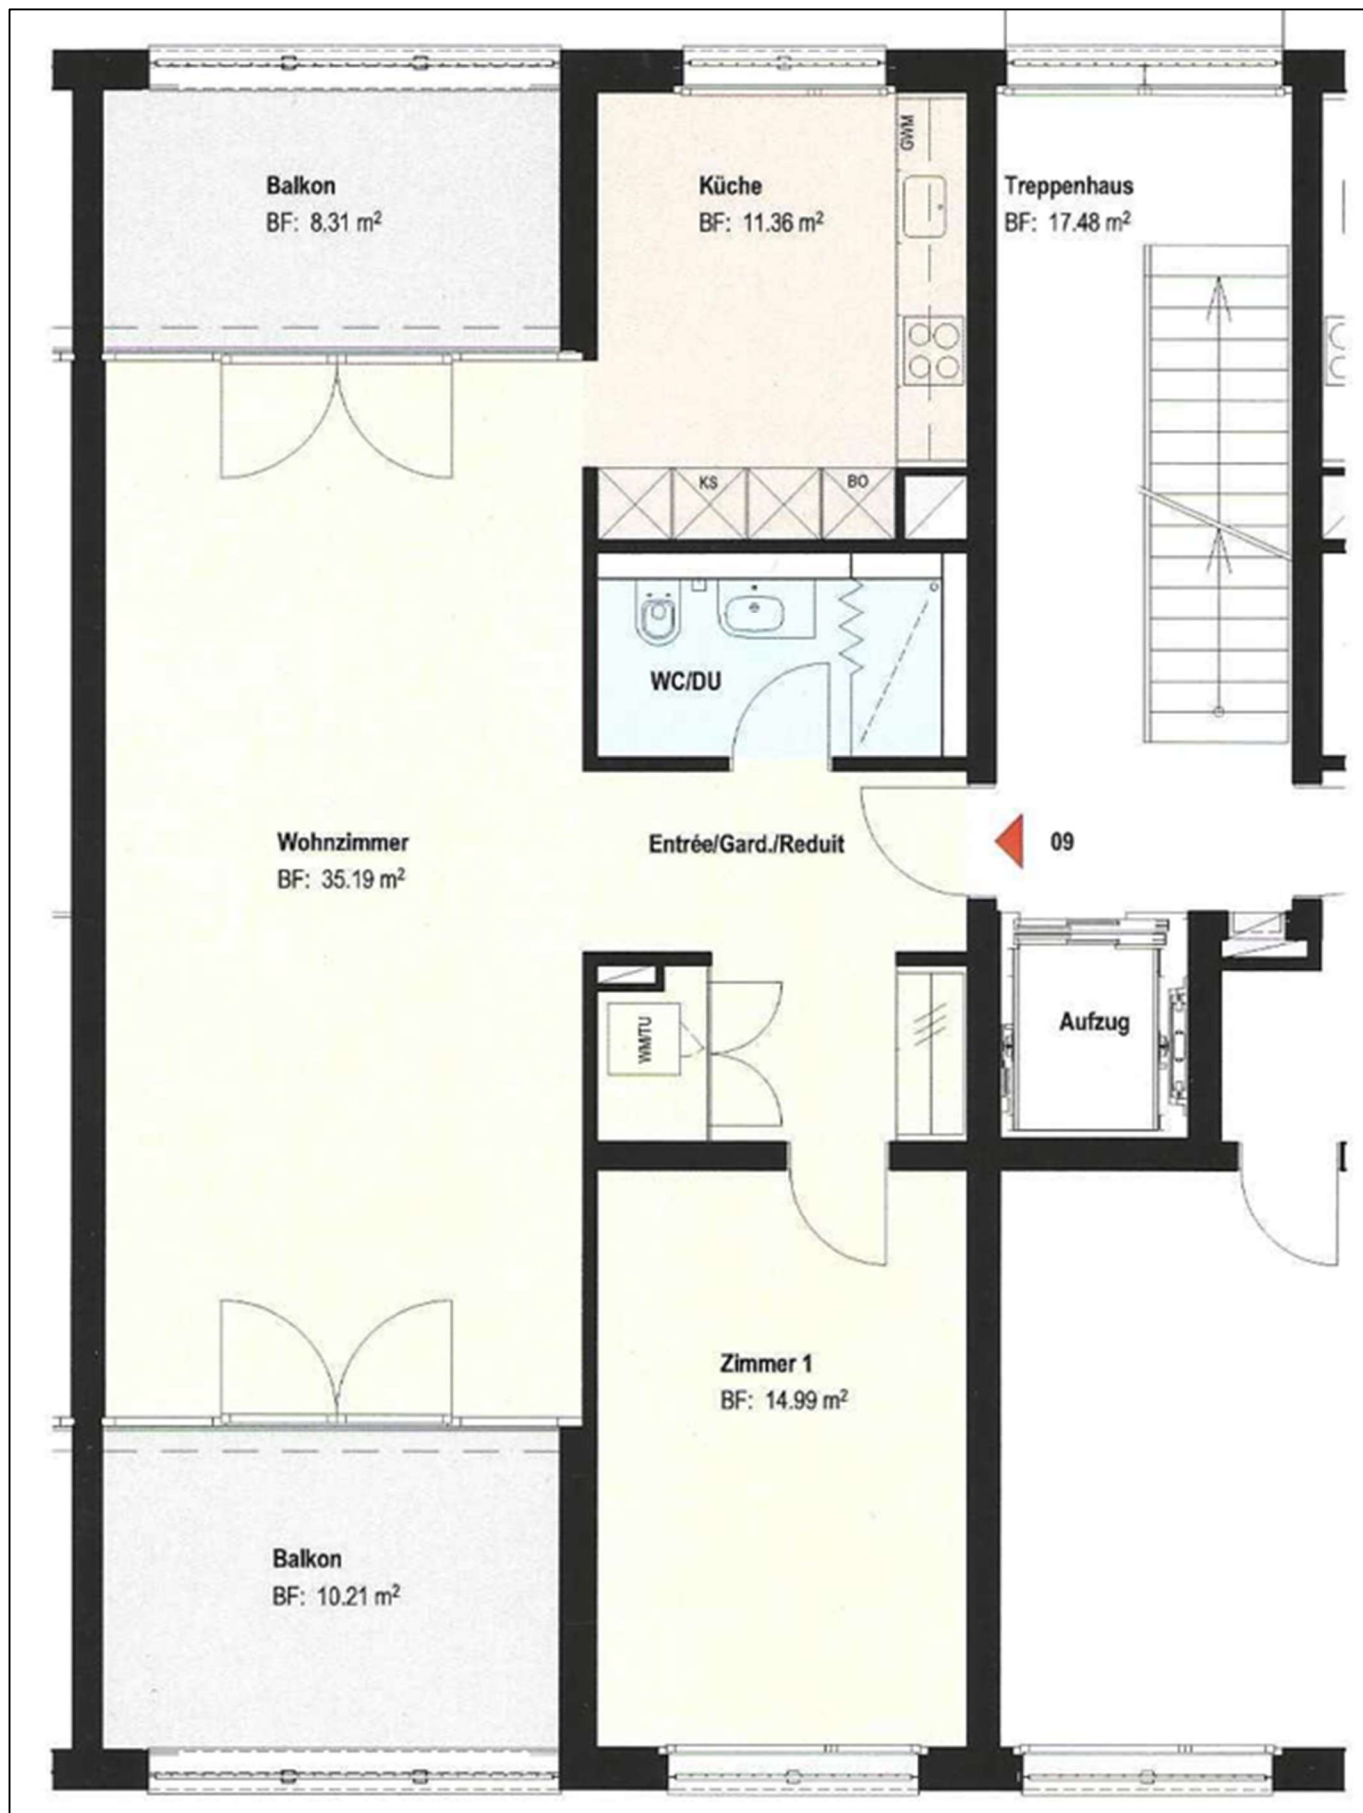 Balkon
BF: 8.31 m²
Küche
BF: 11.36 m²
GWM
Treppenhaus
BF: 17.48 m²
KS
BO
WC/DU
Wohnzimmer
BF: 35.19 m²
Entrée/Gard./Reduit
09
WM/TU
Aufzug
Zimmer 1
BF: 14.99 m²
Balkon
BF: 10.21 m²